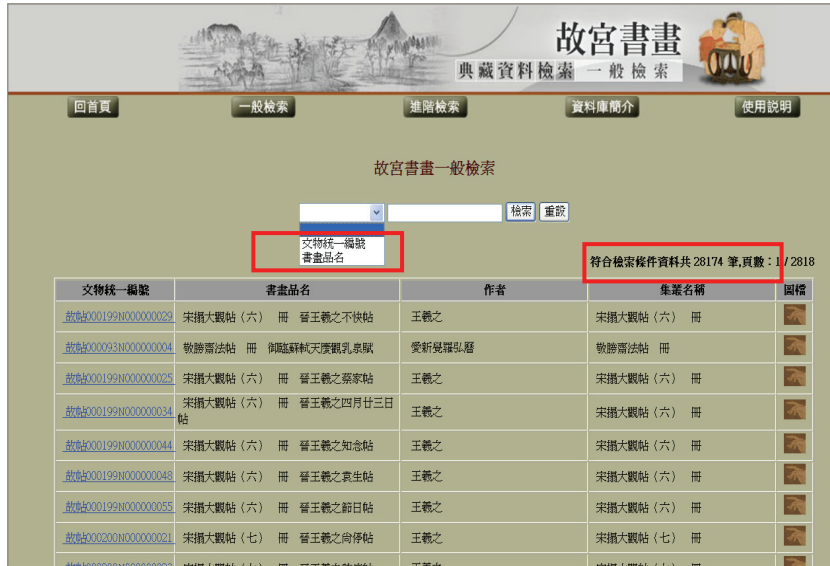 故宮書畫
典藏資料檢索 一般檢索
回首頁 一般檢索 進階檢索 資料庫簡介 使用説明
故宮書畫一般檢索
檢索 重設
文物統一編號
書畫品名
符合檢索條件資料共 28174 筆,頁數：1 / 2818
文物統一編號 書畫品名 作者 集叢名稱 圖檔
故帖000199N000000029 宋搨大觀帖（六） 冊 晉王羲之不快帖 王羲之 宋搨大觀帖（六） 冊
故帖000093N000000004 敬勝齋法帖 冊 御臨蘇軾天慶觀乳泉賦 愛新覺羅弘曆 敬勝齋法帖 冊
故帖000199N000000025 宋搨大觀帖（六） 冊 晉王羲之蔡家帖 王羲之 宋搨大觀帖（六） 冊
故帖000199N000000034 宋搨大觀帖（六） 冊 晉王羲之四月廿三日帖 王羲之 宋搨大觀帖（六） 冊
故帖000199N000000044 宋搨大觀帖（六） 冊 晉王羲之知念帖 王羲之 宋搨大觀帖（六） 冊
故帖000199N000000048 宋搨大觀帖（六） 冊 晉王羲之袁生帖 王羲之 宋搨大觀帖（六） 冊
故帖000199N000000055 宋搨大觀帖（六） 冊 晉王羲之節日帖 王羲之 宋搨大觀帖（六） 冊
故帖000200N000000021 宋搨大觀帖（七） 冊 晉王羲之尚停帖 王羲之 宋搨大觀帖（七） 冊